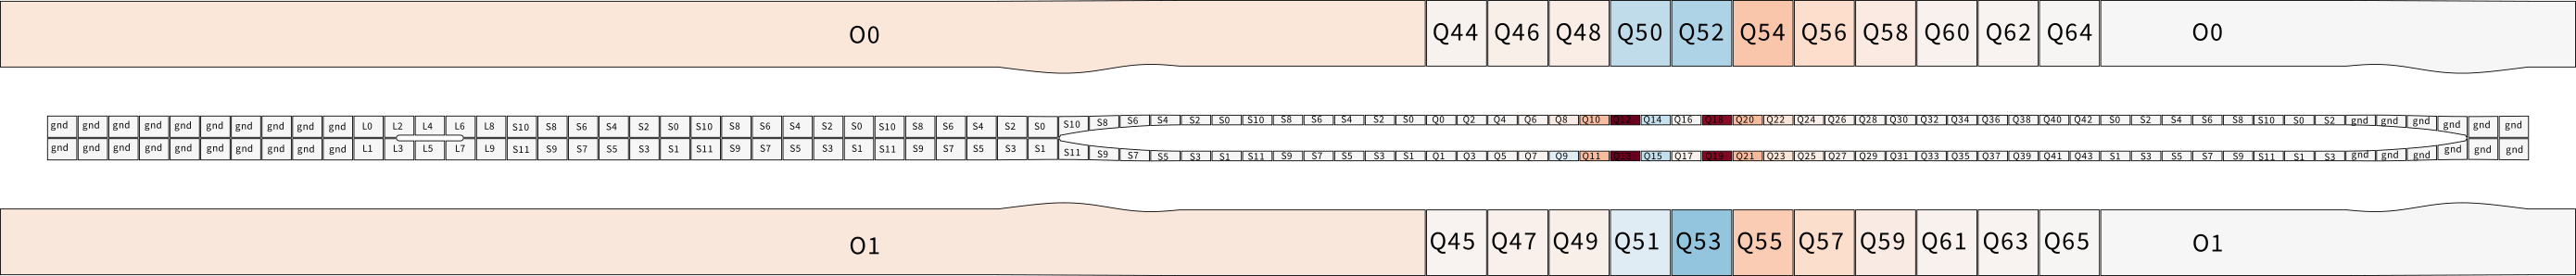 O0 Q44 Q46 Q48 Q50 Q52 Q54 Q56 Q58 Q60 Q62 Q64 O0
gnd gnd gnd gnd gnd gnd gnd gnd gnd gnd L0 L2 L4 L6 L8 S10 S8 S6 S4 S2 S0 S10 S8 S6 S4 S2 S0 S10 S8 S6 S4 S2 S0 S10 S8 S6 S4 S2 S0 S10 S8 S6 S4 S2 S0 Q0 Q2 Q4 Q6 Q8 Q10 Q12 Q14 Q16 Q18 Q20 Q22 Q24 Q26 Q28 Q30 Q32 Q34 Q36 Q38 Q40 Q42 S0 S2 S4 S6 S8 S10 S0 S2 gnd gnd gnd gnd gnd gnd
gnd gnd gnd gnd gnd gnd gnd gnd gnd gnd L1 L3 L5 L7 L9 S11 S9 S7 S5 S3 S1 S11 S9 S7 S5 S3 S1 S11 S9 S7 S5 S3 S1 S11 S9 S7 S5 S3 S1 S11 S9 S7 S5 S3 S1 Q1 Q3 Q5 Q7 Q9 Q11 Q13 Q15 Q17 Q19 Q21 Q23 Q25 Q27 Q29 Q31 Q33 Q35 Q37 Q39 Q41 Q43 S1 S3 S5 S7 S9 S11 S1 S3 gnd gnd gnd gnd gnd gnd
O1 Q45 Q47 Q49 Q51 Q53 Q55 Q57 Q59 Q61 Q63 Q65 O1